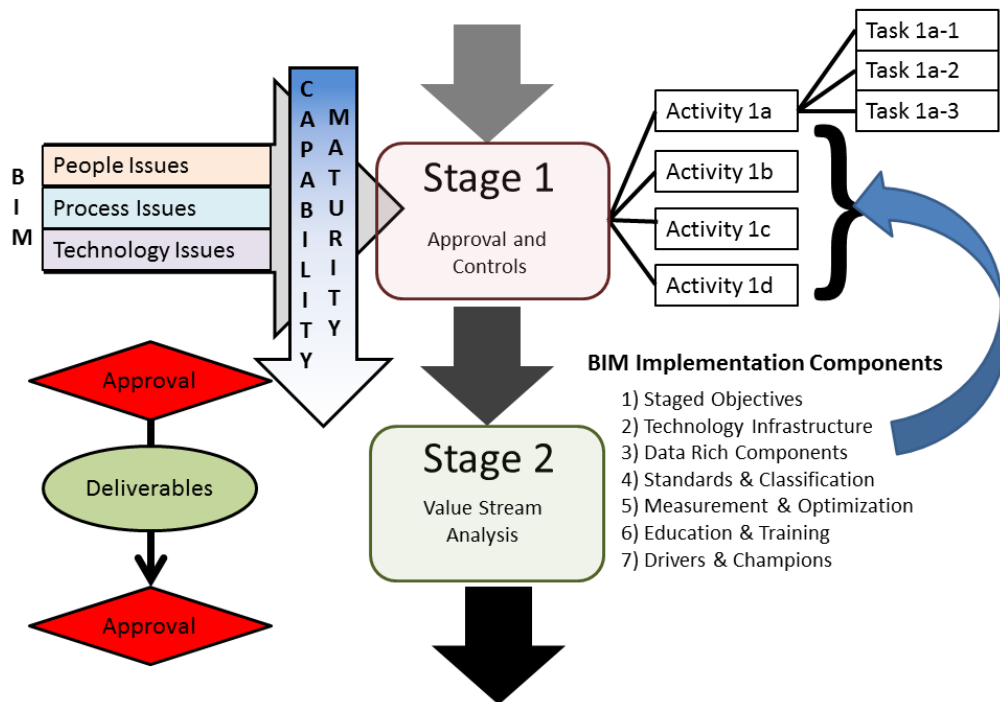 BIM
People Issues
Process Issues
Technology Issues
CAPABILITY
MATURITY
Stage 1
Approval and
Controls
Activity 1a
Activity 1b
Activity 1c
Activity 1d
Task 1a-1
Task 1a-2
Task 1a-3
Approval
Deliverables
Approval
Stage 2
Value Stream
Analysis
BIM Implementation Components
1) Staged Objectives
2) Technology Infrastructure
3) Data Rich Components
4) Standards & Classification
5) Measurement & Optimization
6) Education & Training
7) Drivers & Champions